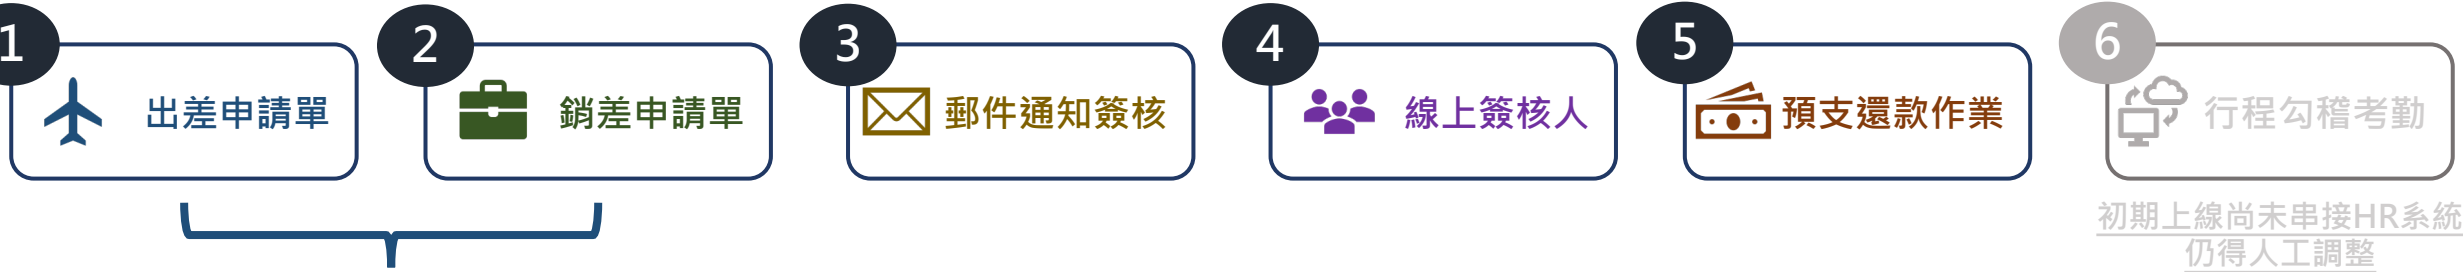 1
出差申請單
2
銷差申請單
3
郵件通知簽核
4
線上簽核人
5
預支還款作業
6
行程勾稽考勤
初期上線尚未串接HR系統
仍得人工調整